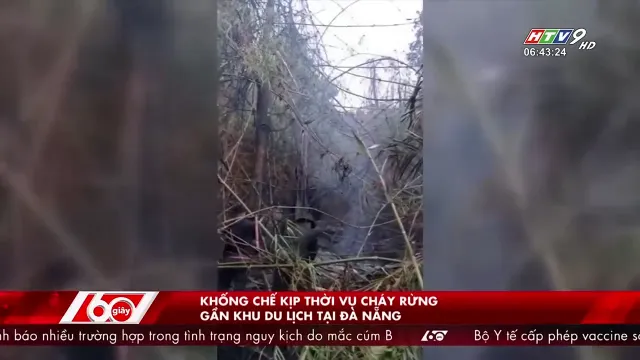 HTV9 HD
06:43:24
60 giây
KHỐNG CHẾ KỊP THỜI VỤ CHÁY RỪNG
GẦN KHU DU LỊCH TẠI ĐÀ NẴNG
nh báo nhiều trường hợp trong tình trạng nguy kịch do mắc cúm B 60 Bộ Y tế cấp phép vaccine s